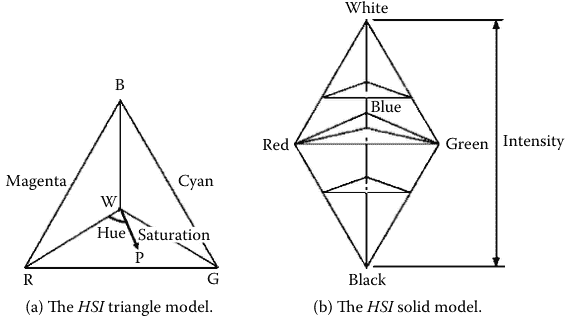 B
Magenta
Cyan
W
Hue
Saturation
P
R
G
(a) The HSI triangle model.
White
Blue
Red
Green
Intensity
Black
(b) The HSI solid model.